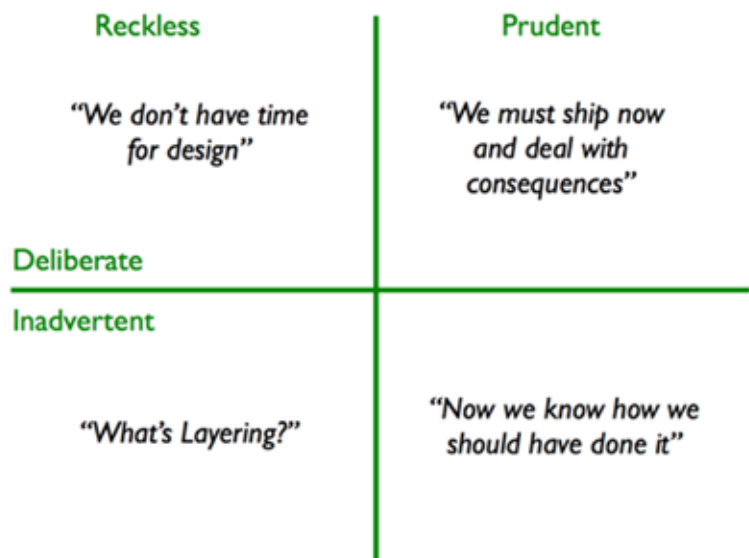 Reckless
Prudent
“We don’t have time
for design”
“We must ship now
and deal with
consequences”
Deliberate
Inadvertent
“What’s Layering?”
“Now we know how we
should have done it”